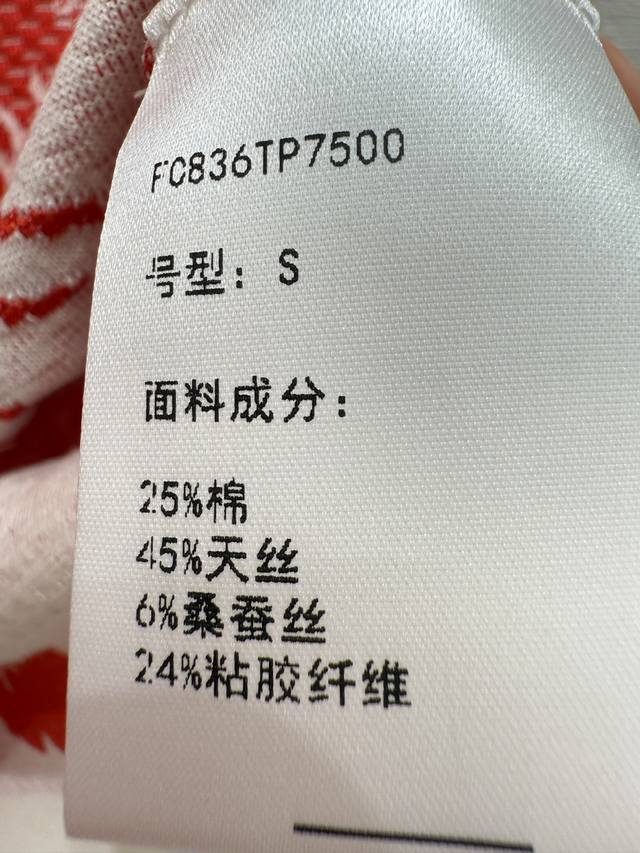 FC836TP7500
号型：S
面料成分：
25%棉
45%天丝
6%桑蚕丝
24%粘胶纤维